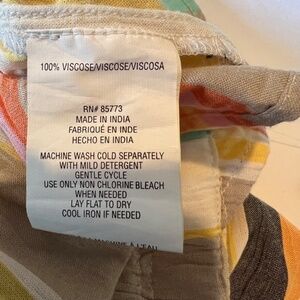 100% VISCOSE/VISCOSE/VISCOSA
RN# 85773
MADE IN INDIA
FABRIQUÉ EN INDE
HECHO EN INDIA
MACHINE WASH COLD SEPARATELY
WITH MILD DETERGENT
GENTLE CYCLE
USE ONLY NON CHLORINE BLEACH
WHEN NEEDED
LAY FLAT TO DRY
COOL IRON IF NEEDED
MACHINE À L'EAU